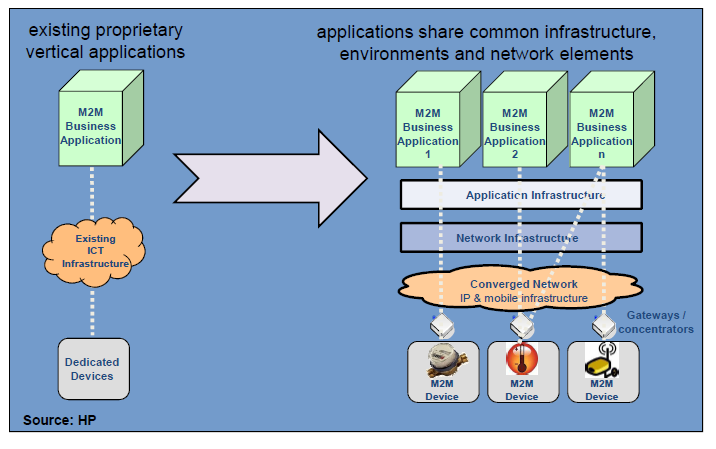 existing proprietary
vertical applications
applications share common infrastructure,
environments and network elements
M2M
Business
Application
Existing
ICT
Infrastructure
Dedicated
Devices
M2M
Business
Application
1
M2M
Business
Application
2
M2M
Business
Application
n
Application Infrastructure
Network Infrastructure
Converged Network
IP & mobile infrastructure
Gateways /
concentrators
M2M
Device
M2M
Device
M2M
Device
Source: HP